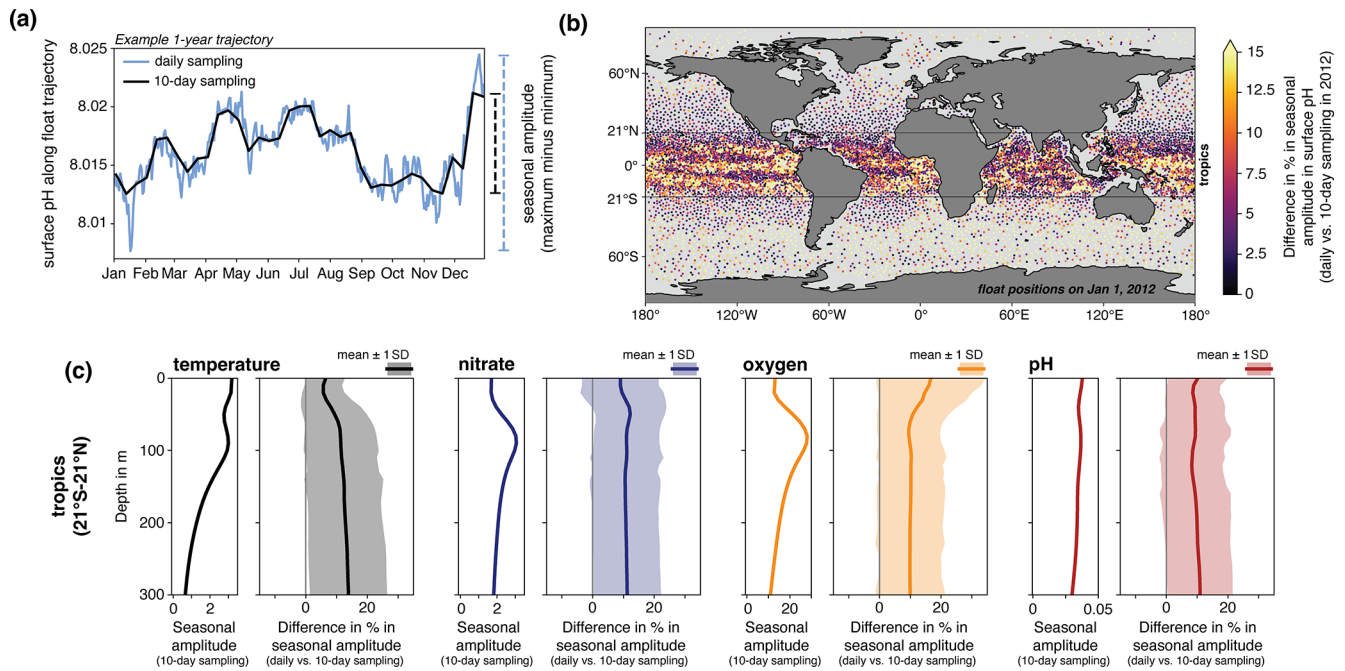 (a)
Example 1-year trajectory
8.025
8.02
8.015
8.01
daily sampling
10-day sampling
surface pH along float trajectory
Jan Feb Mar Apr May Jun Jul Aug Sep Oct Nov Dec
seasonal amplitude
(maximum minus minimum)
(b)
60°N
21°N
0°
21°S
60°S
180° 120°W 60°W 0° 60°E 120°E 180°
float positions on Jan 1, 2012
tropics
15
12.5
10
7.5
5
2.5
0
Difference in % in seasonal
amplitude in surface pH
(daily vs. 10-day sampling in 2012)
(c)
tropics
(21°S-21°N)
Depth in m
0
100
200
300
temperature
mean ± 1 SD
0 2
Seasonal
amplitude
(10-day sampling)
0 20
Difference in % in
seasonal amplitude
(daily vs. 10-day sampling)
nitrate
mean ± 1 SD
0 2
Seasonal
amplitude
(10-day sampling)
0 20
Difference in % in
seasonal amplitude
(daily vs. 10-day sampling)
oxygen
mean ± 1 SD
0 20
Seasonal
amplitude
(10-day sampling)
0 20
Difference in % in
seasonal amplitude
(daily vs. 10-day sampling)
pH
mean ± 1 SD
0 0.05
Seasonal
amplitude
(10-day sampling)
0 20
Difference in % in
seasonal amplitude
(daily vs. 10-day sampling)